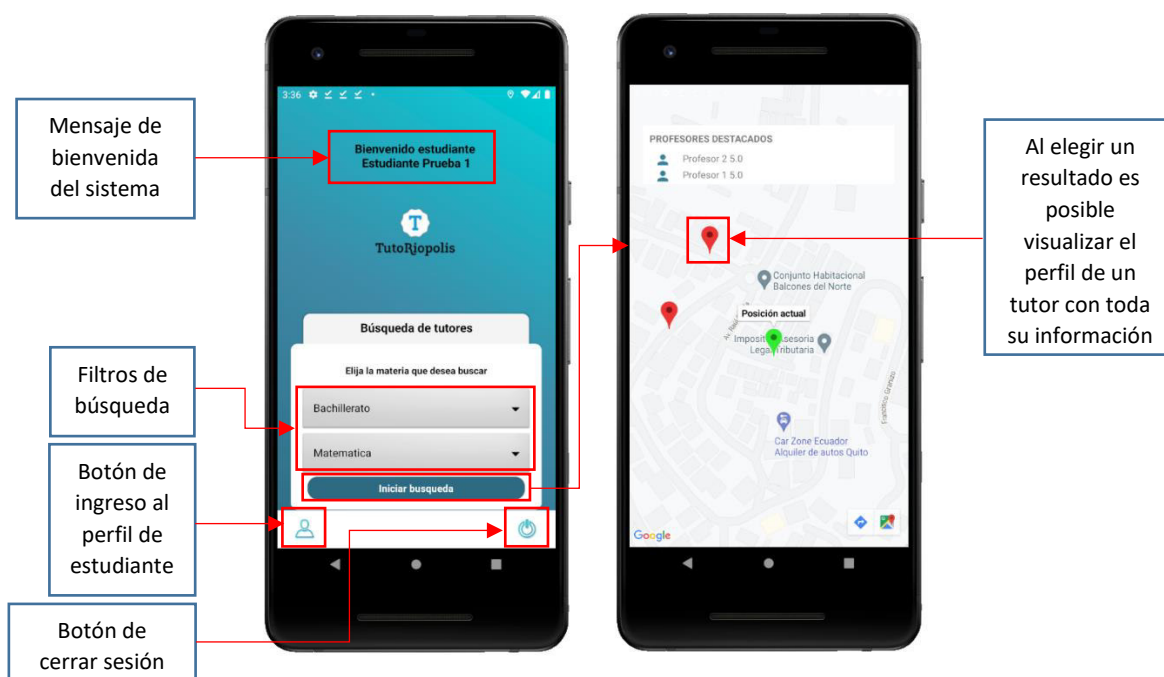 Mensaje de
bienvenida
del sistema
Filtros de
búsqueda
Botón de
ingreso al
perfil de
estudiante
Botón de
cerrar sesión
3:36
Bienvenido estudiante
Estudiante Prueba 1
T
TutoRiopolis
Búsqueda de tutores
Elija la materia que desea buscar
Bachillerato
Matematica
Iniciar busqueda
PROFESORES DESTACADOS
Profesor 2 5.0
Profesor 1 5.0
Conjunto Habitacional
Balcones del Norte
Posición actual
Legal Tributaria
Francisco Granizo
Car Zone Ecuador
Alquiler de autos Quito
Google
Al elegir un
resultado es
posible
visualizar el
perfil de un
tutor con toda
su información